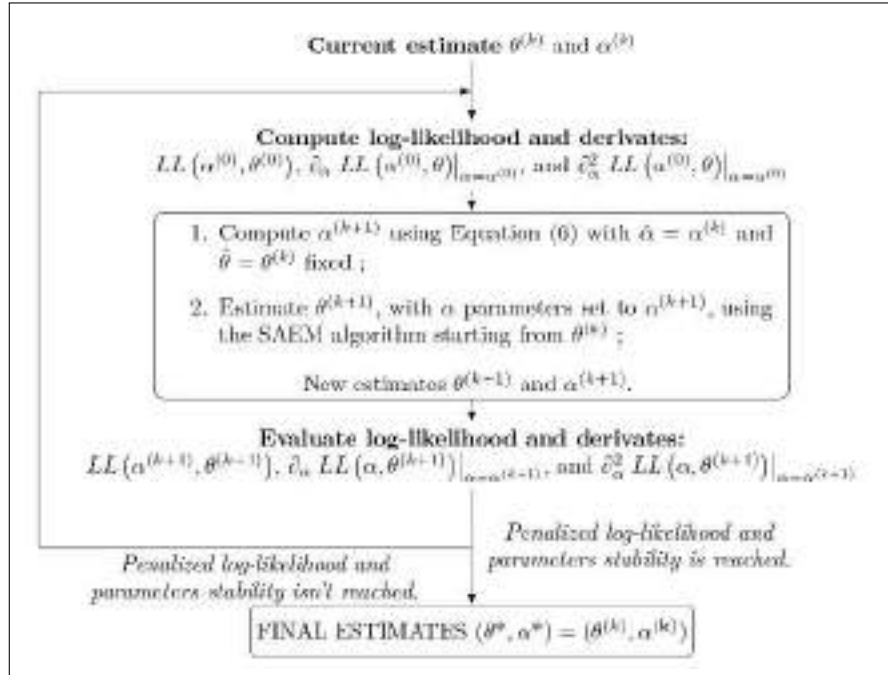 Current estimate θ^(k) and α^(k)
Compute log-likelihood and derivates:
LL(α^(0), θ^(0)), ∂_α LL(α^(0), θ)|_α=α^(0), and ∂²_α LL(α^(0), θ)|_α=α^(0)
1. Compute α^(k+1) using Equation (6) with α̂ = α^(k) and
θ̂ = θ^(k) fixed ;
2. Estimate θ^(k+1), with α parameters set to α^(k+1), using
the SAEM algorithm starting from θ^(k) ;
New estimates θ^(k+1) and α^(k+1).
Evaluate log-likelihood and derivates:
LL(α^(k+1), θ^(k+1)), ∂_α LL(α, θ^(k+1))|_α=α^(k+1), and ∂²_α LL(α, θ^(k+1))|_α=α^(k+1)
Penalized log-likelihood and
parameters stability is reached.
Penalized log-likelihood and
parameters stability isn't reached.
FINAL ESTIMATES (θ*, α*) = (θ^(k), α^(k))